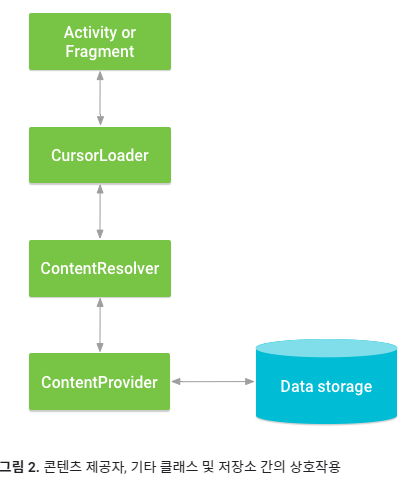 Activity or
Fragment
CursorLoader
ContentResolver
ContentProvider
Data storage
그림 2. 콘텐츠 제공자, 기타 클래스 및 저장소 간의 상호작용